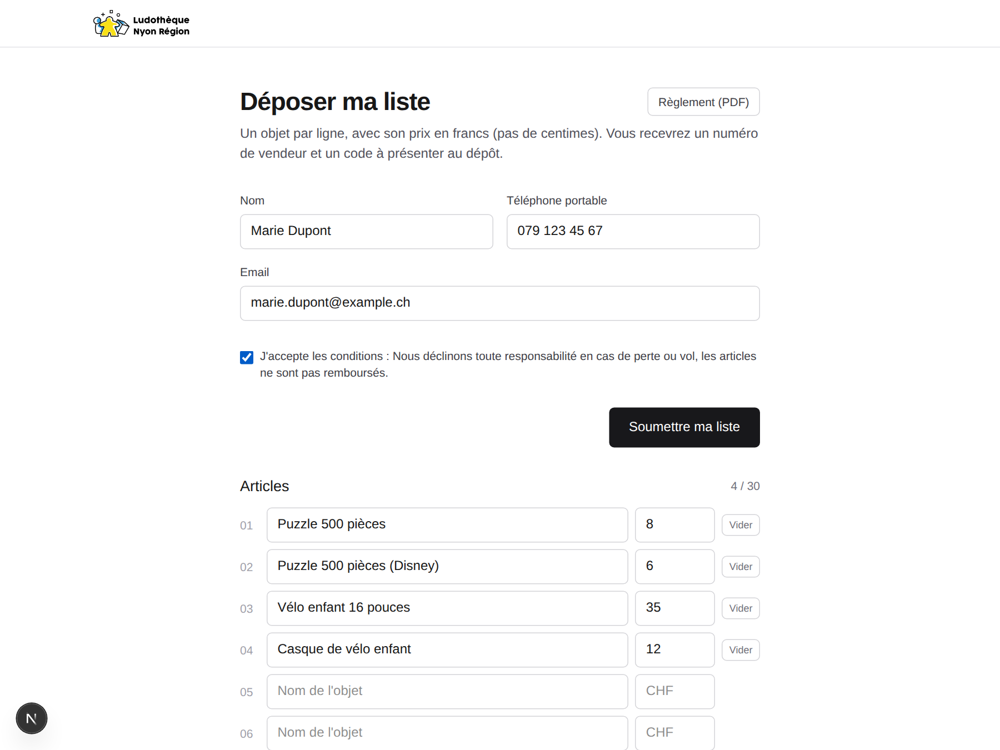 Ludothèque
Nyon Région
Déposer ma liste
Règlement (PDF)
Un objet par ligne, avec son prix en francs (pas de centimes). Vous recevrez un numéro
de vendeur et un code à présenter au dépôt.
Nom
Téléphone portable
Marie Dupont
079 123 45 67
Email
marie.dupont@example.ch
J'accepte les conditions : Nous déclinons toute responsabilité en cas de perte ou vol, les articles
ne sont pas remboursés.
Soumettre ma liste
Articles
4 / 30
01 Puzzle 500 pièces 8 Vider
02 Puzzle 500 pièces (Disney) 6 Vider
03 Vélo enfant 16 pouces 35 Vider
04 Casque de vélo enfant 12 Vider
05 Nom de l'objet CHF
06 Nom de l'objet CHF
N